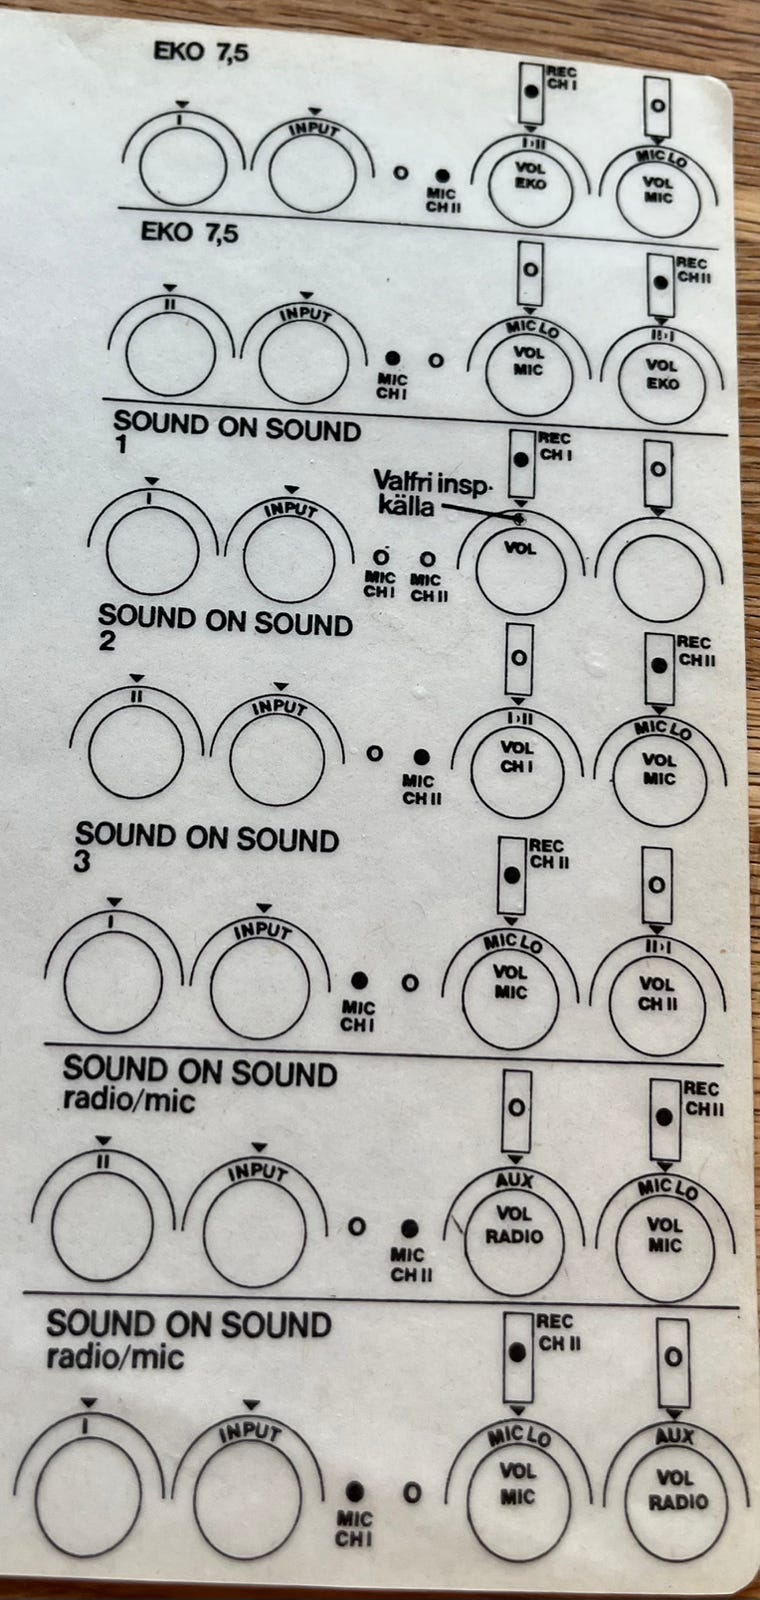 EKO 7,5
REC
CH I
I
INPUT
I›II
MIC LO
MIC
CH II
VOL
EKO
VOL
MIC
EKO 7,5
REC
CH II
II
INPUT
MIC LO
II›I
MIC
CH I
VOL
MIC
VOL
EKO
SOUND ON SOUND
1
REC
CH I
Valfri insp.
källa
I
INPUT
VOL
MIC
CH I
MIC
CH II
SOUND ON SOUND
2
REC
CH II
II
INPUT
I›II
MIC LO
MIC
CH II
VOL
CH I
VOL
MIC
SOUND ON SOUND
3
REC
CH II
I
INPUT
MIC LO
II›I
MIC
CH I
VOL
MIC
VOL
CH II
SOUND ON SOUND
radio/mic
REC
CH II
II
INPUT
AUX
MIC LO
MIC
CH II
VOL
RADIO
VOL
MIC
SOUND ON SOUND
radio/mic
REC
CH II
I
INPUT
MIC LO
AUX
MIC
CH I
VOL
MIC
VOL
RADIO